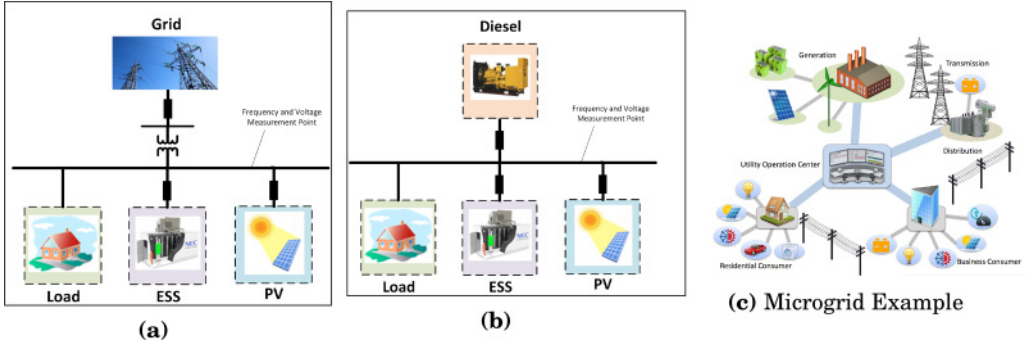 Grid
Frequency and Voltage
Measurement Point
Load
ESS
PV
(a)
Diesel
Frequency and Voltage
Measurement Point
NEC
Load
ESS
PV
(b)
Generation
Transmission
Utility Operation Center
Distribution
Residential Consumer
Business Consumer
(c) Microgrid Example